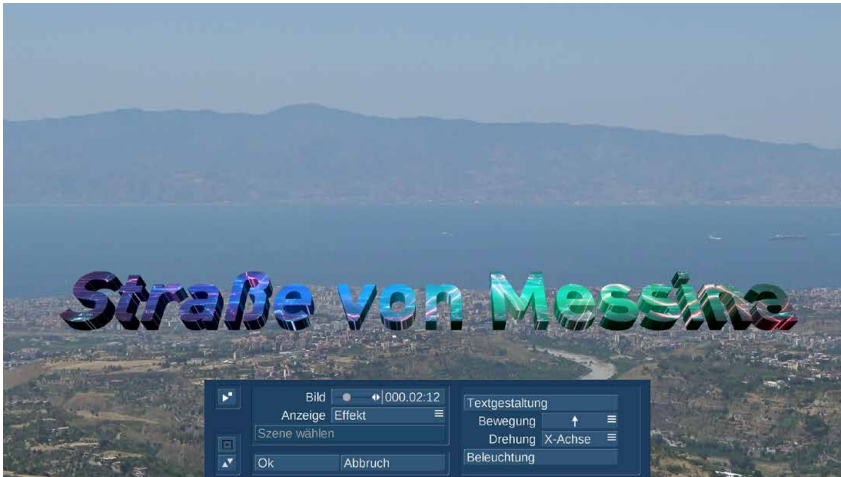 Straße von Messina
Bild 000.02:12
Anzeige Effekt
Szene wählen
Ok Abbruch
Textgestaltung
Bewegung
Drehung X-Achse
Beleuchtung